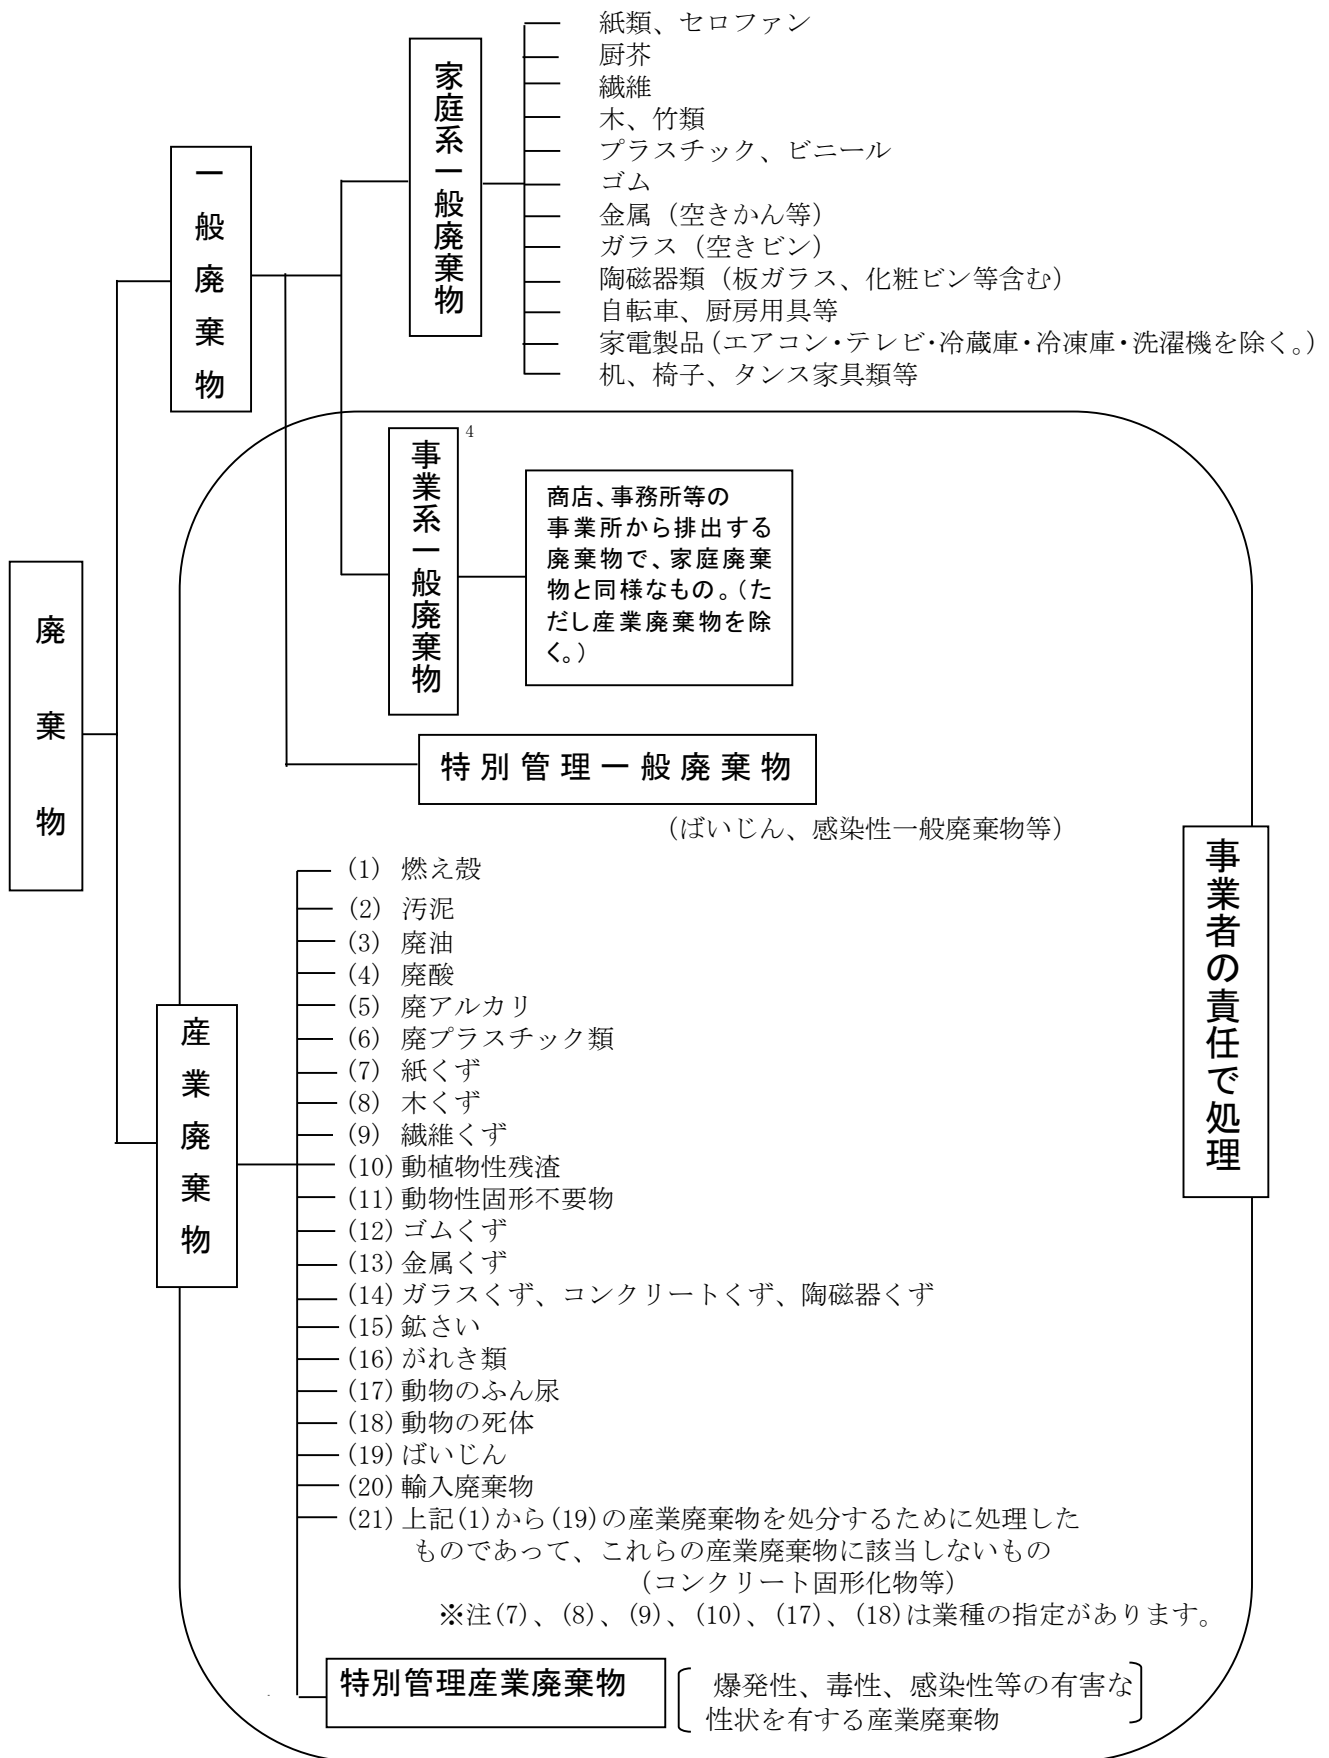 廃棄物
一般廃棄物
家庭系一般廃棄物
紙類、セロファン
厨芥
繊維
木、竹類
プラスチック、ビニール
ゴム
金属（空きかん等）
ガラス（空きビン）
陶磁器類（板ガラス、化粧ビン等含む）
自転車、厨房用具等
家電製品（エアコン・テレビ・冷蔵庫・冷凍庫・洗濯機を除く。）
机、椅子、タンス家具類等
事業系一般廃棄物
4
商店、事務所等の
事業所から排出する
廃棄物で、家庭廃棄
物と同様なもの。（た
だし産業廃棄物を除
く。）
特別管理一般廃棄物
（ばいじん、感染性一般廃棄物等）
事業者の責任で処理
産業廃棄物
(1) 燃え殻
(2) 汚泥
(3) 廃油
(4) 廃酸
(5) 廃アルカリ
(6) 廃プラスチック類
(7) 紙くず
(8) 木くず
(9) 繊維くず
(10)動植物性残渣
(11)動物性固形不要物
(12)ゴムくず
(13)金属くず
(14)ガラスくず、コンクリートくず、陶磁器くず
(15)鉱さい
(16)がれき類
(17)動物のふん尿
(18)動物の死体
(19)ばいじん
(20)輸入廃棄物
(21)上記(1)から(19)の産業廃棄物を処分するために処理した
ものであって、これらの産業廃棄物に該当しないもの
（コンクリート固形化物等）
※注(7)、(8)、(9)、(10)、(17)、(18)は業種の指定があります。
特別管理産業廃棄物
爆発性、毒性、感染性等の有害な
性状を有する産業廃棄物